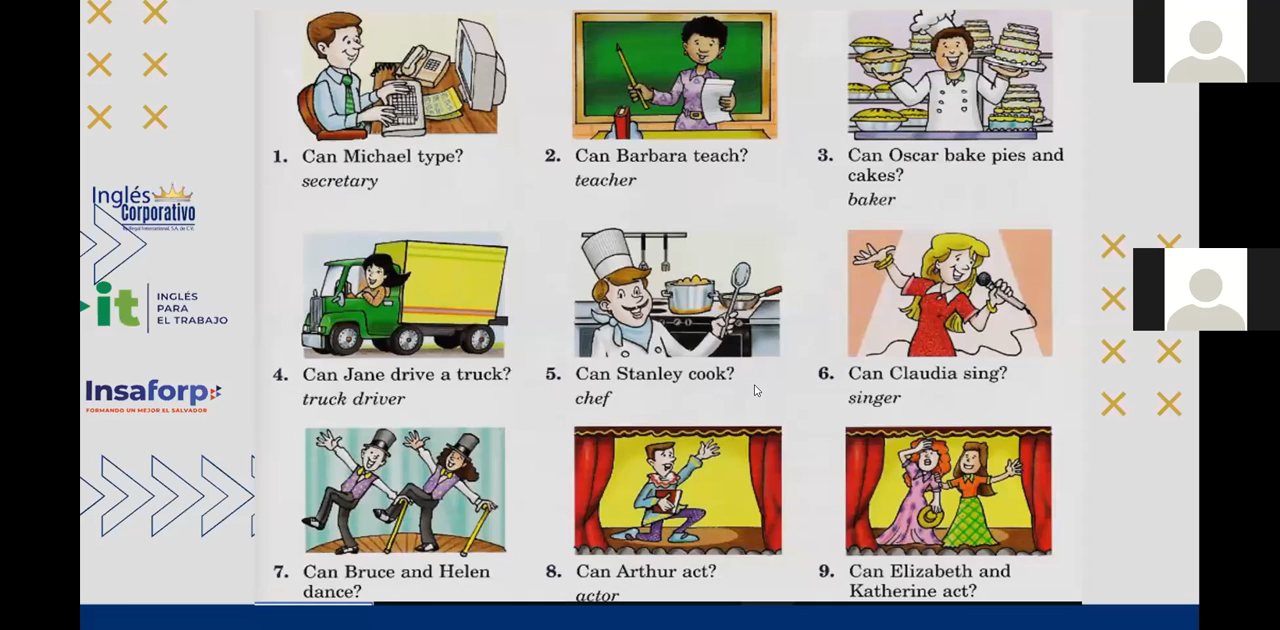 Inglés
Corporativo
it
INGLÉS
PARA
EL TRABAJO
Insaforp
FORMANDO UN MEJOR EL SALVADOR
1. Can Michael type?
secretary
2. Can Barbara teach?
teacher
3. Can Oscar bake pies and
cakes?
baker
4. Can Jane drive a truck?
truck driver
5. Can Stanley cook?
chef
6. Can Claudia sing?
singer
7. Can Bruce and Helen
dance?
8. Can Arthur act?
actor
9. Can Elizabeth and
Katherine act?